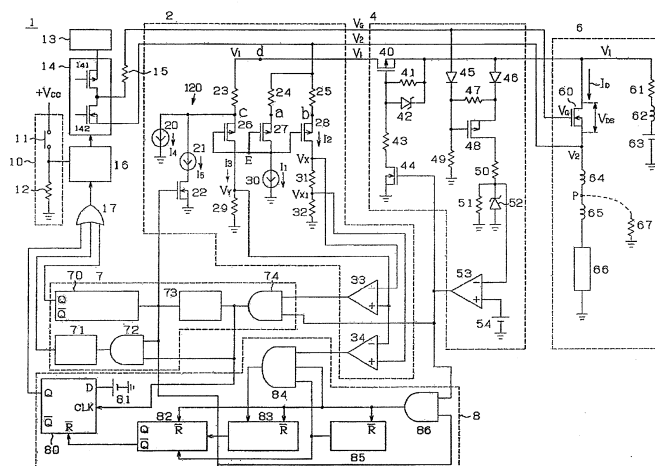 1
2
4
6
13
14
141
142
15
+VCC
11
10
12
16
17
VG
V2
V1
d
V1
V1
120
23
24
25
C
a
b
20
21
26
27
28
I4
I5
I3
E
I1
I2
22
30
VX
VY
29
31
VX1
32
33
34
40
41
42
43
44
45
46
47
48
49
50
51
52
53
54
60
ID
VG
VDS
V2
61
62
63
64
P
65
66
67
7
70
Q
Q
71
72
73
74
8
80
Q
D
81
Q
CLK
R
82
Q
Q
R
83
R
84
85
R
86